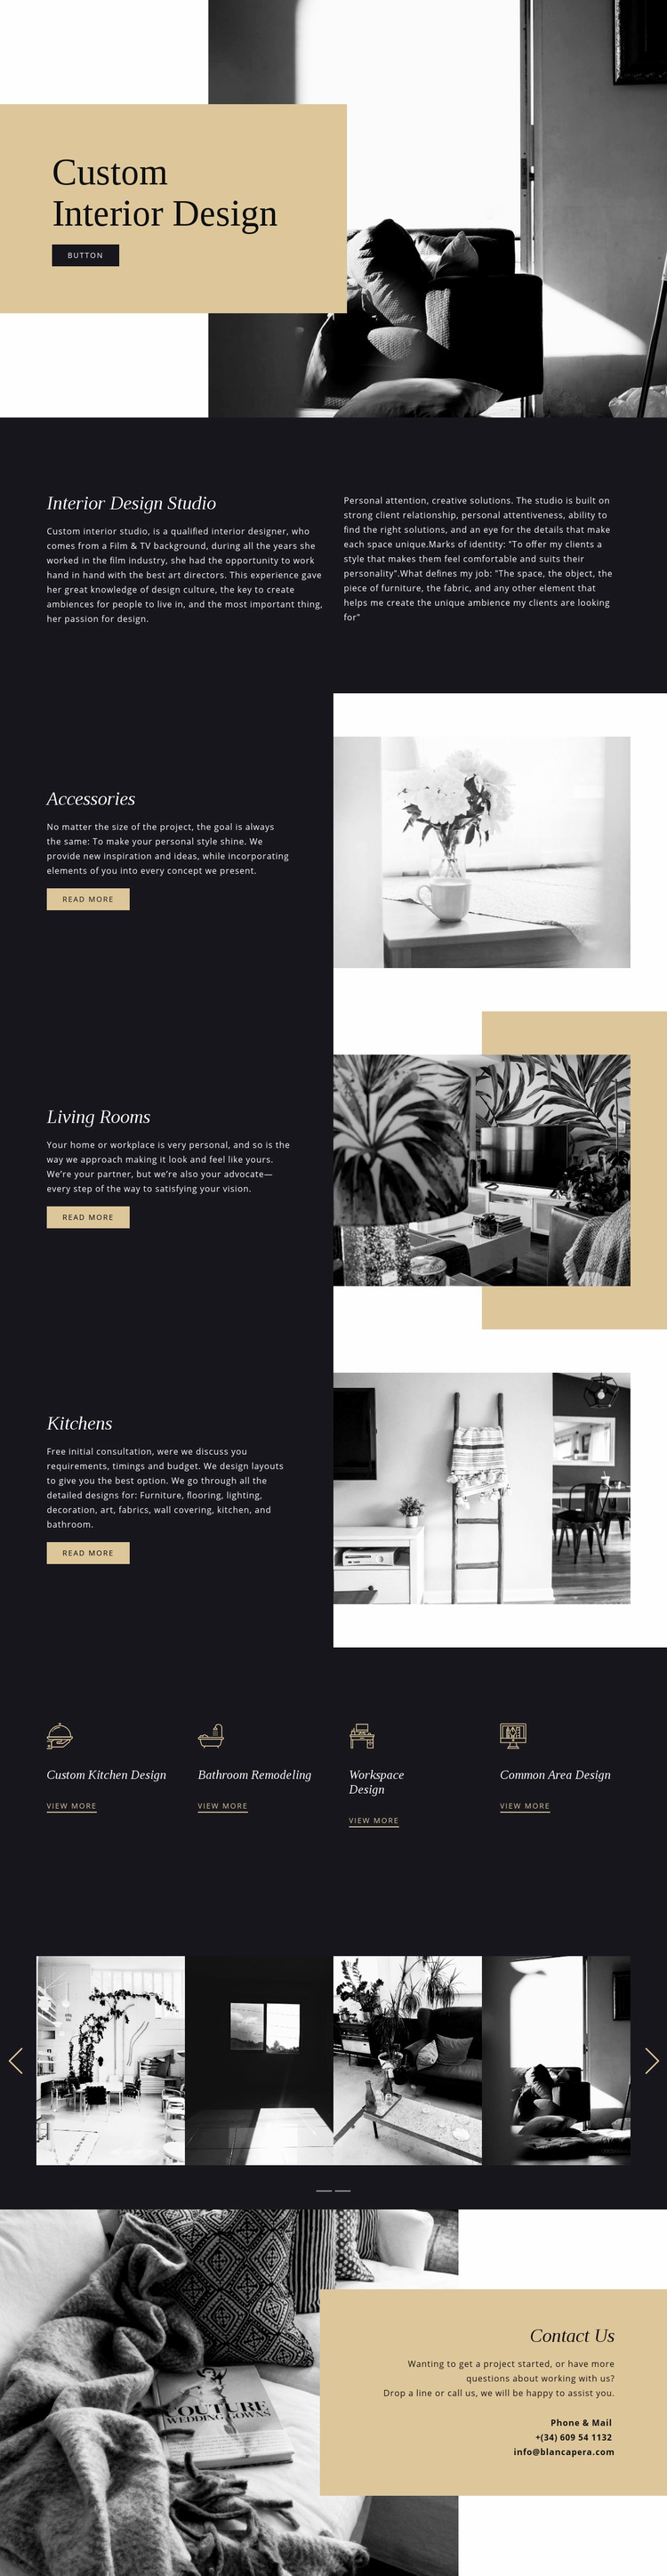 Custom
Interior Design
BUTTON
Interior Design Studio
Custom interior studio, is a qualified interior designer, who
comes from a Film & TV background, during all the years she
worked in the film industry, she had the opportunity to work
hand in hand with the best art directors. This experience gave
her great knowledge of design culture, the key to create
ambiences for people to live in, and the most important thing,
her passion for design.
Personal attention, creative solutions. The studio is built on
strong client relationship, personal attentiveness, ability to
find the right solutions, and an eye for the details that make
each space unique.Marks of identity: "To offer my clients a
style that makes them feel comfortable and suits their
personality".What defines my job: "The space, the object, the
piece of furniture, the fabric, and any other element that
helps me create the unique ambience my clients are looking
for"
Accessories
No matter the size of the project, the goal is always
the same: To make your personal style shine. We
provide new inspiration and ideas, while incorporating
elements of you into every concept we present.
READ MORE
Living Rooms
Your home or workplace is very personal, and so is the
way we approach making it look and feel like yours.
We're your partner, but we're also your advocate—
every step of the way to satisfying your vision.
READ MORE
Kitchens
Free initial consultation, were we discuss you
requirements, timings and budget. We design layouts
to give you the best option. We go through all the
detailed designs for: Furniture, flooring, lighting,
decoration, art, fabrics, wall covering, kitchen, and
bathroom.
READ MORE
Custom Kitchen Design
VIEW MORE
Bathroom Remodeling
VIEW MORE
Workspace
Design
VIEW MORE
Common Area Design
VIEW MORE
COUTURE
WEDDING GOWNS
Contact Us
Wanting to get a project started, or have more
questions about working with us?
Drop a line or call us, we will be happy to assist you.
Phone & Mail
+(34) 609 54 1132
info@blancapera.com